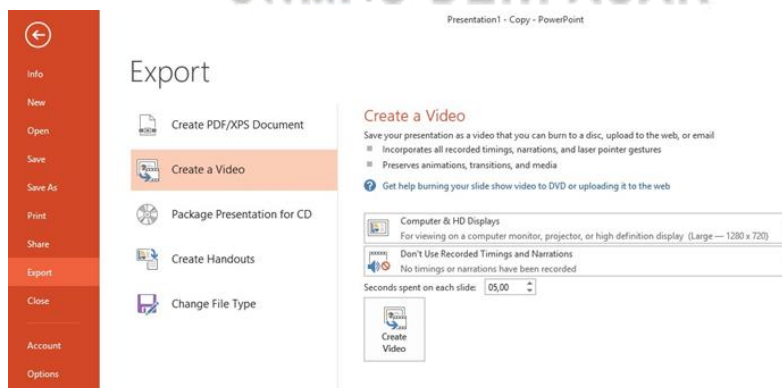 Presentation1 - Copy - PowerPoint
Info
New
Open
Save
Save As
Print
Share
Export
Close
Account
Options
Export
Create PDF/XPS Document
Create a Video
Package Presentation for CD
Create Handouts
Change File Type
Create a Video
Save your presentation as a video that you can burn to a disc, upload to the web, or email
Incorporates all recorded timings, narrations, and laser pointer gestures
Preserves animations, transitions, and media
Get help burning your slide show video to DVD or uploading it to the web
Computer & HD Displays
For viewing on a computer monitor, projector, or high definition display (Large — 1280 x 720)
Don't Use Recorded Timings and Narrations
No timings or narrations have been recorded
Seconds spent on each slide: 05,00
Create
Video